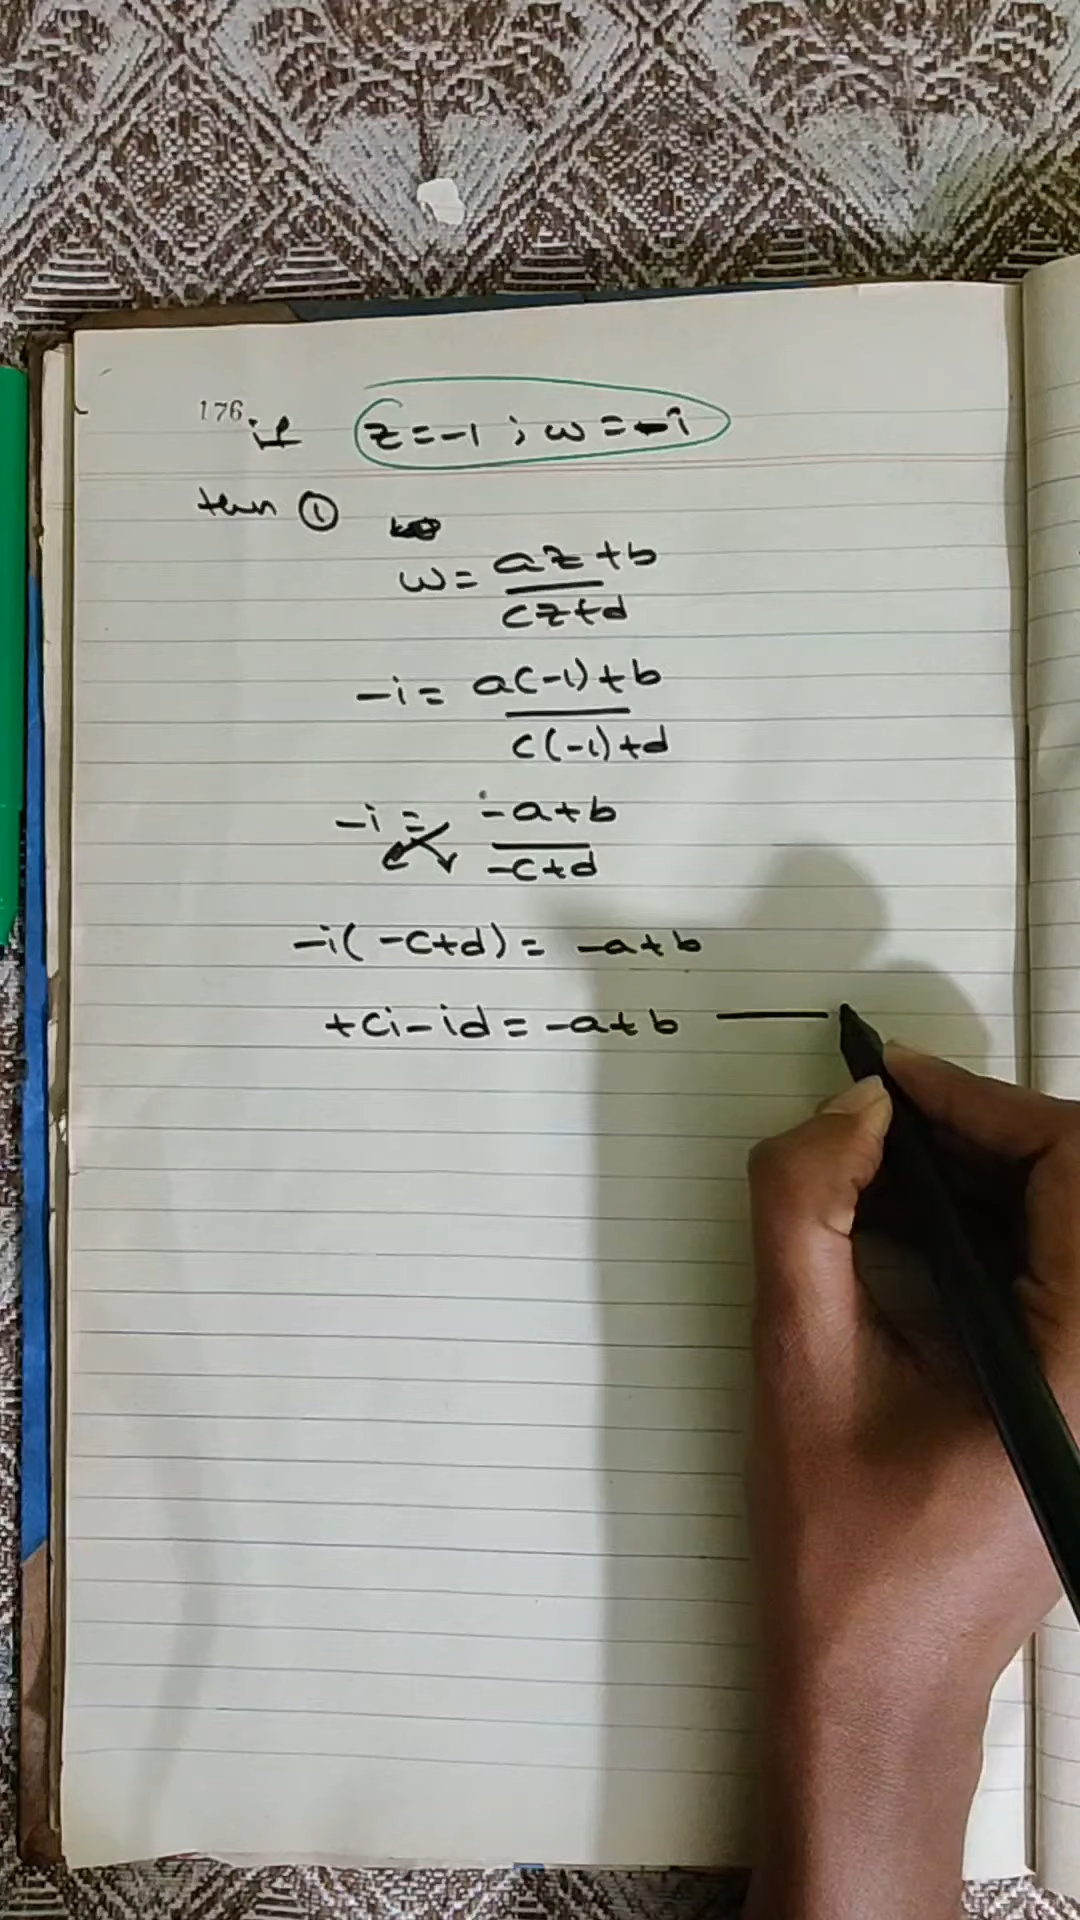 176
if z=-1 ; w=-i
then ①
w = az+b / cz+d
-i = a(-1)+b / c(-1)+d
-i = -a+b / -c+d
-i(-c+d) = -a+b
+ci-id = -a+b